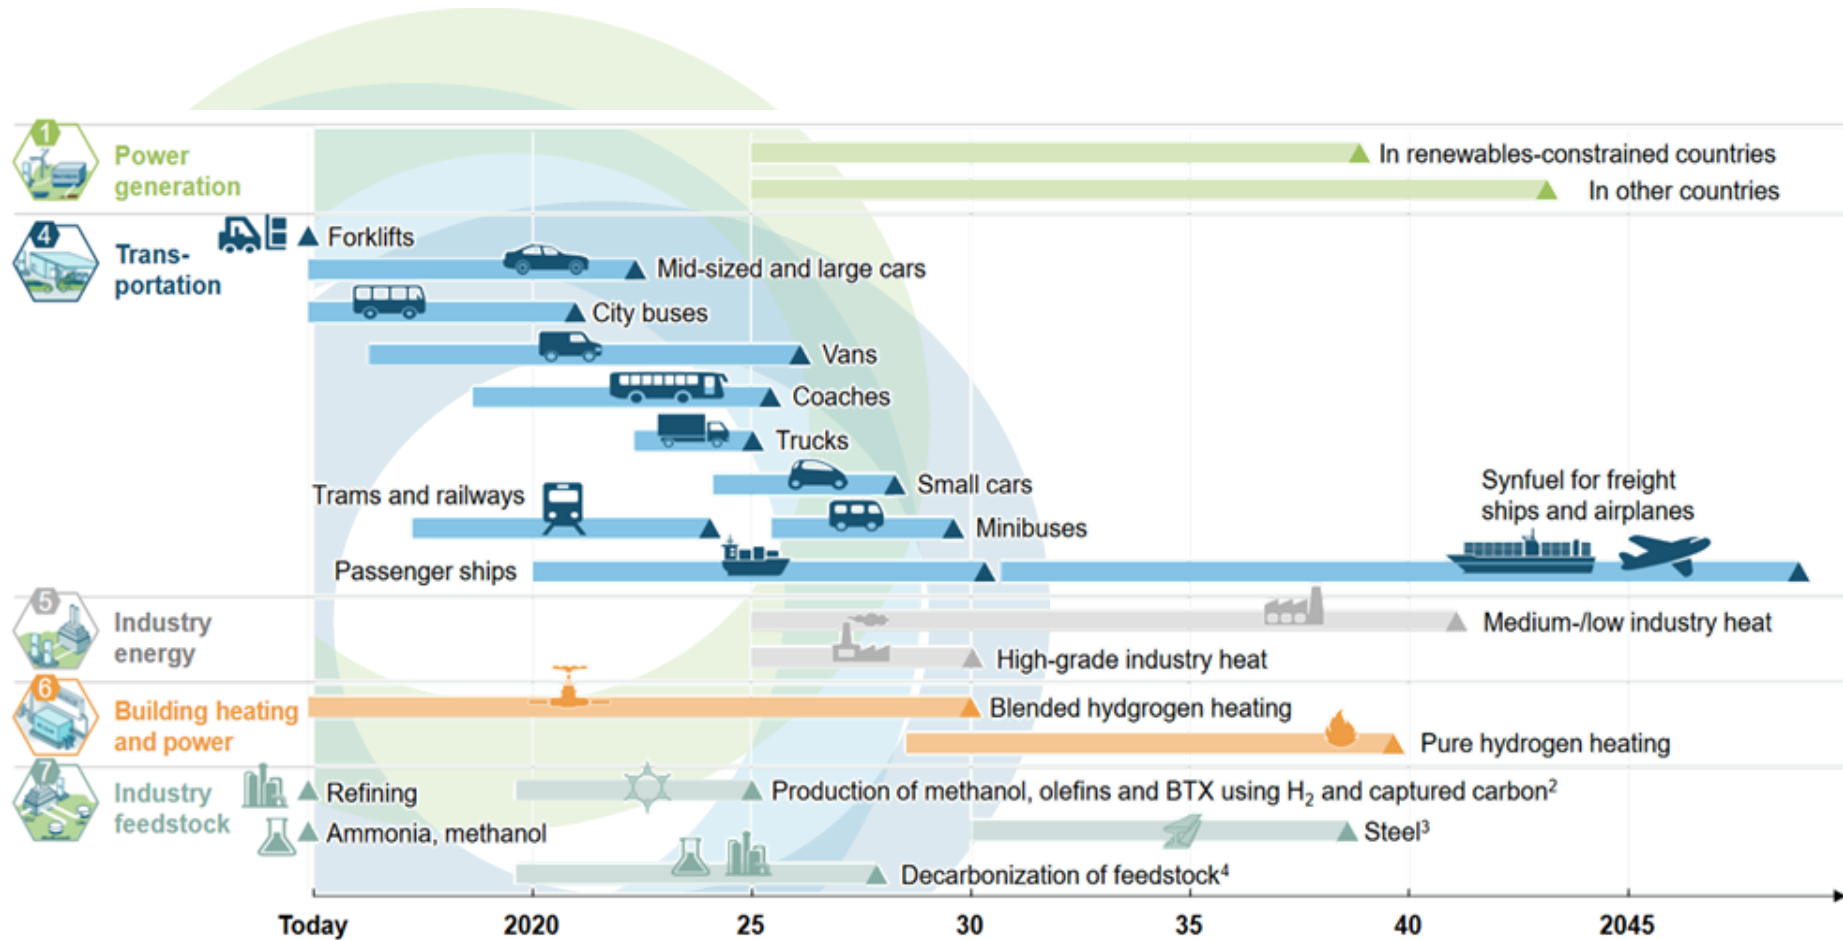 1
Power
generation
In renewables-constrained countries
In other countries
4
Trans-
portation
Forklifts
Mid-sized and large cars
City buses
Vans
Coaches
Trucks
Small cars
Trams and railways
Minibuses
Synfuel for freight
ships and airplanes
Passenger ships
5
Industry
energy
Medium-/low industry heat
High-grade industry heat
6
Building heating
and power
Blended hydgrogen heating
Pure hydrogen heating
7
Industry
feedstock
Refining
Production of methanol, olefins and BTX using H₂ and captured carbon²
Ammonia, methanol
Steel³
Decarbonization of feedstock⁴
Today 2020 25 30 35 40 2045